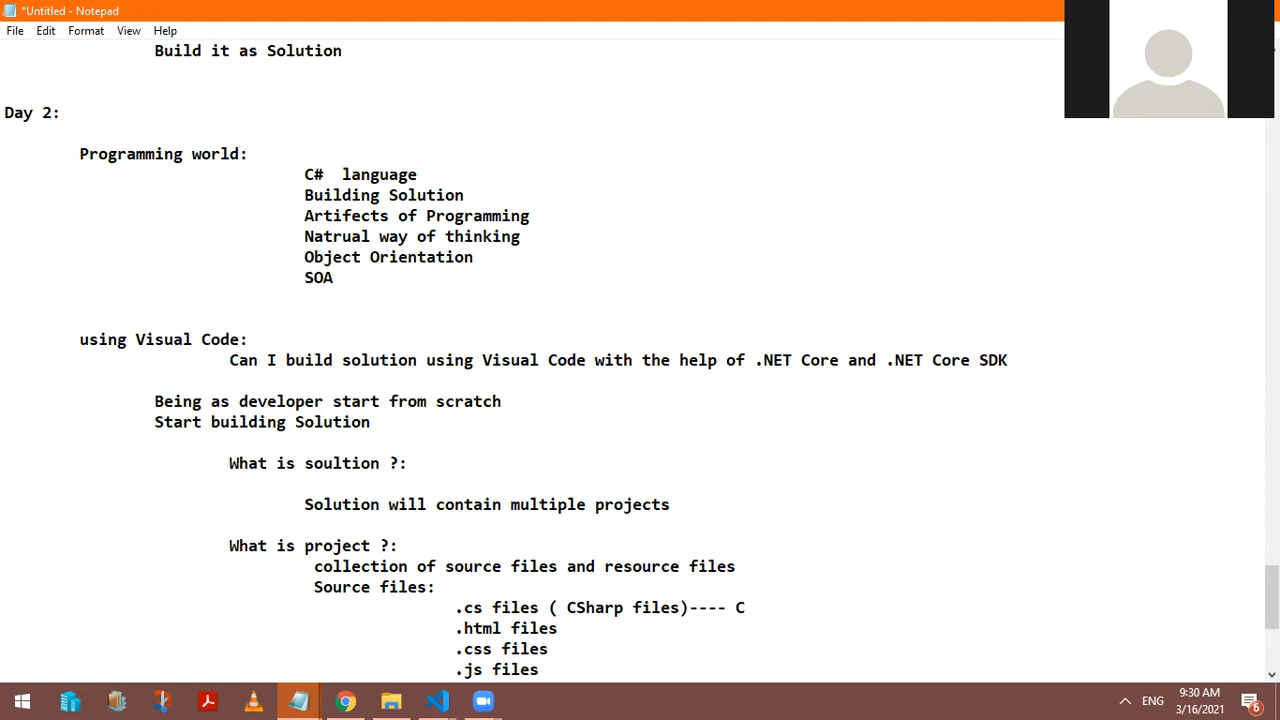 *Untitled - Notepad
File Edit Format View Help
Build it as Solution
Day 2:
Programming world:
C#  language
Building Solution
Artifects of Programming
Natrual way of thinking
Object Orientation
SOA
using Visual Code:
Can I build solution using Visual Code with the help of .NET Core and .NET Core SDK
Being as developer start from scratch
Start building Solution
What is soultion ?:
Solution will contain multiple projects
What is project ?:
collection of source files and resource files
Source files:
.cs files ( CSharp files)---- C
.html files
.css files
.js files
ENG
9:30 AM
3/16/2021
6